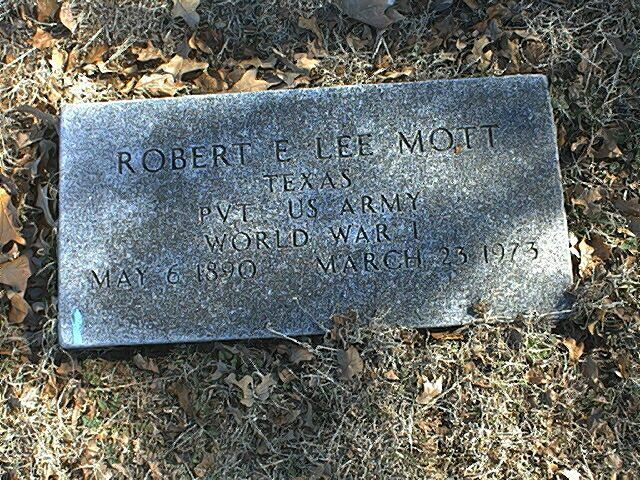 ROBERT E LEE MOTT
TEXAS
PVT US ARMY
WORLD WAR I
MAY 6 1890 MARCH 23 1973